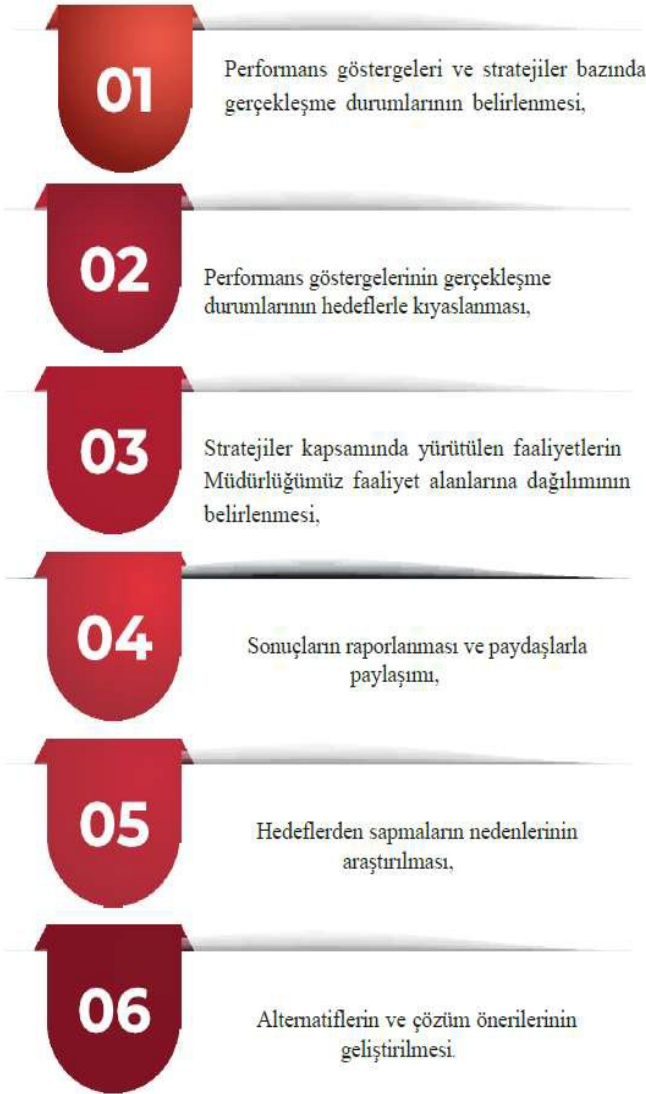 01
Performans göstergeleri ve stratejiler bazında
gerçekleşme durumlarının belirlenmesi,
02
Performans göstergelerinin gerçekleşme
durumlarının hedeflerle kıyaslanması,
03
Stratejiler kapsamında yürütülen faaliyetlerin
Müdürlüğümüz faaliyet alanlarına dağılımının
belirlenmesi,
04
Sonuçların raporlanması ve paydaşlarla
paylaşımı,
05
Hedeflerden sapmaların nedenlerinin
araştırılması,
06
Alternatiflerin ve çözüm önerilerinin
geliştirilmesi.